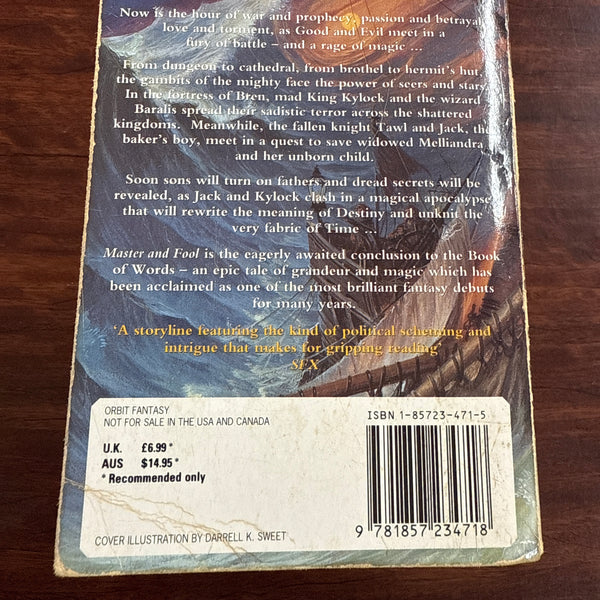 Now is the hour of war and prophecy, passion and betrayal,
love and torment, as Good and Evil meet in a
fury of battle – and a rage of magic ...
From dungeon to cathedral, from brothel to hermit's hut,
the gambits of the mighty face the power of seers and stars.
In the fortress of Bren, mad King Kylock and the wizard
Baralis spread their sadistic terror across the shattered
kingdoms. Meanwhile, the fallen knight Tawl and Jack, the
baker's boy, meet in a quest to save widowed Melliandra
and her unborn child.
Soon sons will turn on fathers and dread secrets will be
revealed, as Jack and Kylock clash in a magical apocalypse
that will rewrite the meaning of Destiny and unknit the
very fabric of Time ...
Master and Fool is the eagerly awaited conclusion to the Book
of Words – an epic tale of grandeur and magic which has
been acclaimed as one of the most brilliant fantasy debuts
for many years.
'A storyline featuring the kind of political scheming and
intrigue that makes for gripping reading'
SFX
ORBIT FANTASY
NOT FOR SALE IN THE USA AND CANADA
U.K. £6.99*
AUS $14.95*
* Recommended only
COVER ILLUSTRATION BY DARRELL K. SWEET
ISBN 1-85723-471-5
9 781857 234718